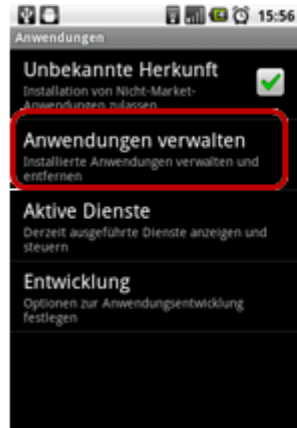 15:56
Anwendungen
Unbekannte Herkunft
Installation von Nicht-Market-
Anwendungen zulassen
Anwendungen verwalten
Installierte Anwendungen verwalten und
entfernen
Aktive Dienste
Derzeit ausgeführte Dienste anzeigen und
steuern
Entwicklung
Optionen zur Anwendungsentwicklung
festlegen